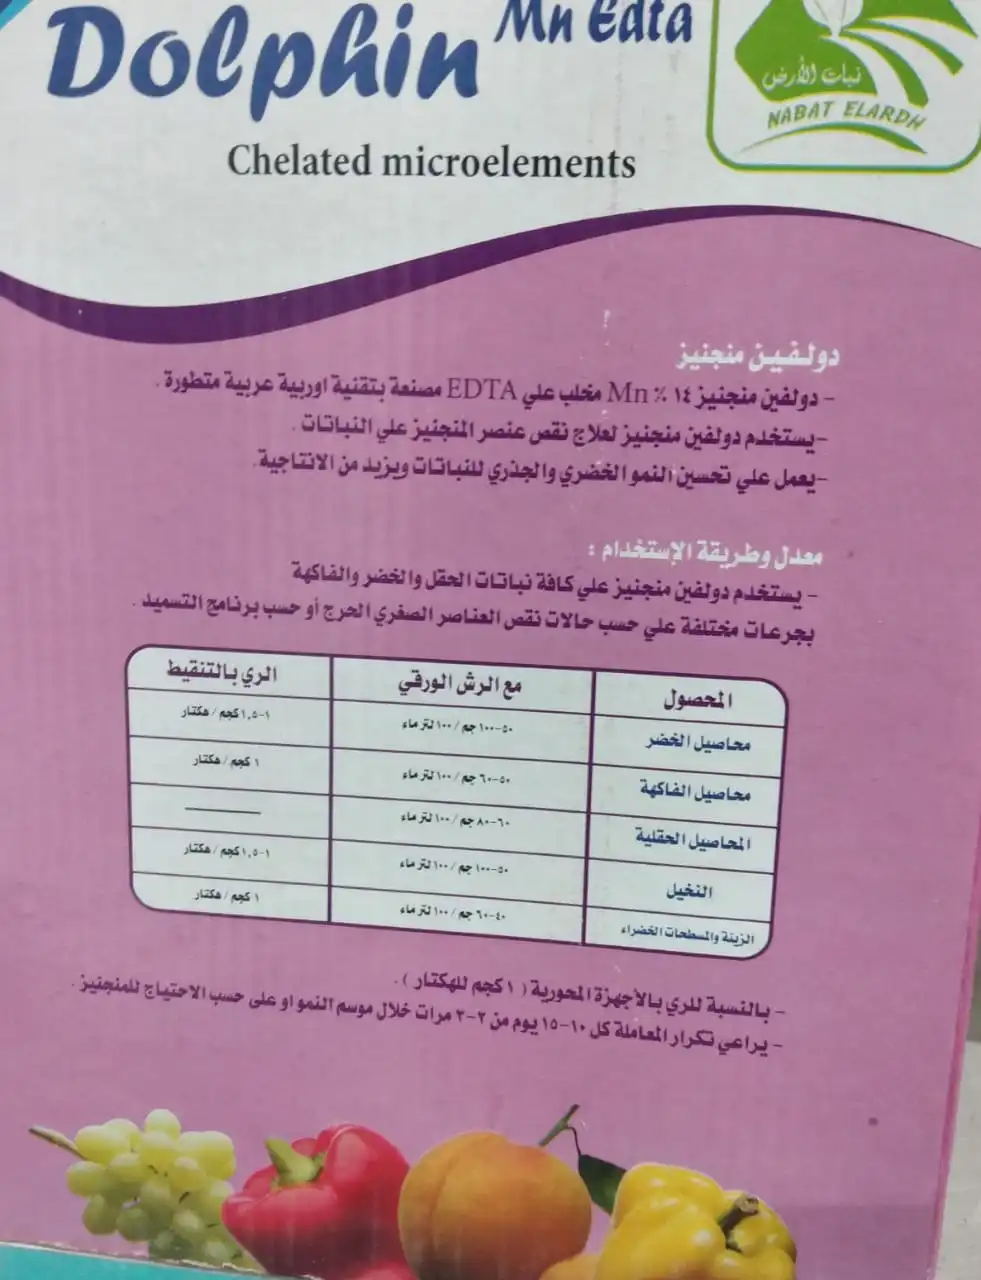 Dolphin Mn Edta
نبات الأرض
NABAT ELARDH
Chelated microelements
دولفين منجنيز
- دولفين منجنيز ١٤ ٪ Mn مخلب علي EDTA مصنعة بتقنية اوربية عربية متطورة .
-يستخدم دولفين منجنيز لعلاج نقص عنصر المنجنيز علي النباتات .
-يعمل علي تحسين النمو الخضري والجذري للنباتات ويزيد من الانتاجية.
معدل وطريقة الإستخدام :
- يستخدم دولفين منجنيز علي كافة نباتات الحقل والخضر والفاكهة
بجرعات مختلفة علي حسب حالات نقص العناصر الصغري الحرج أو حسب برنامج التسميد .
المحصول مع الرش الورقي الري بالتنقيط
محاصيل الخضر ٥٠-١٠٠ جم / ١٠٠ لتر ماء ١-١,٥ كجم / هكتار
محاصيل الفاكهة ٥٠-٦٠ جم / ١٠٠ لتر ماء ١ كجم / هكتار
المحاصيل الحقلية ٦٠-٨٠ جم / ١٠٠ لتر ماء ———
النخيل ٥٠-١٠٠ جم / ١٠٠ لتر ماء ١-١,٥ كجم / هكتار
الزينة والمسطحات الخضراء ٤٠-٦٠ جم / ١٠٠ لتر ماء ١ كجم / هكتار
- بالنسبة للري بالأجهزة المحورية ( ١ كجم للهكتار ) .
- يراعي تكرار المعاملة كل ١٠-١٥ يوم من ٢-٣ مرات خلال موسم النمو او على حسب الاحتياج للمنجنيز .